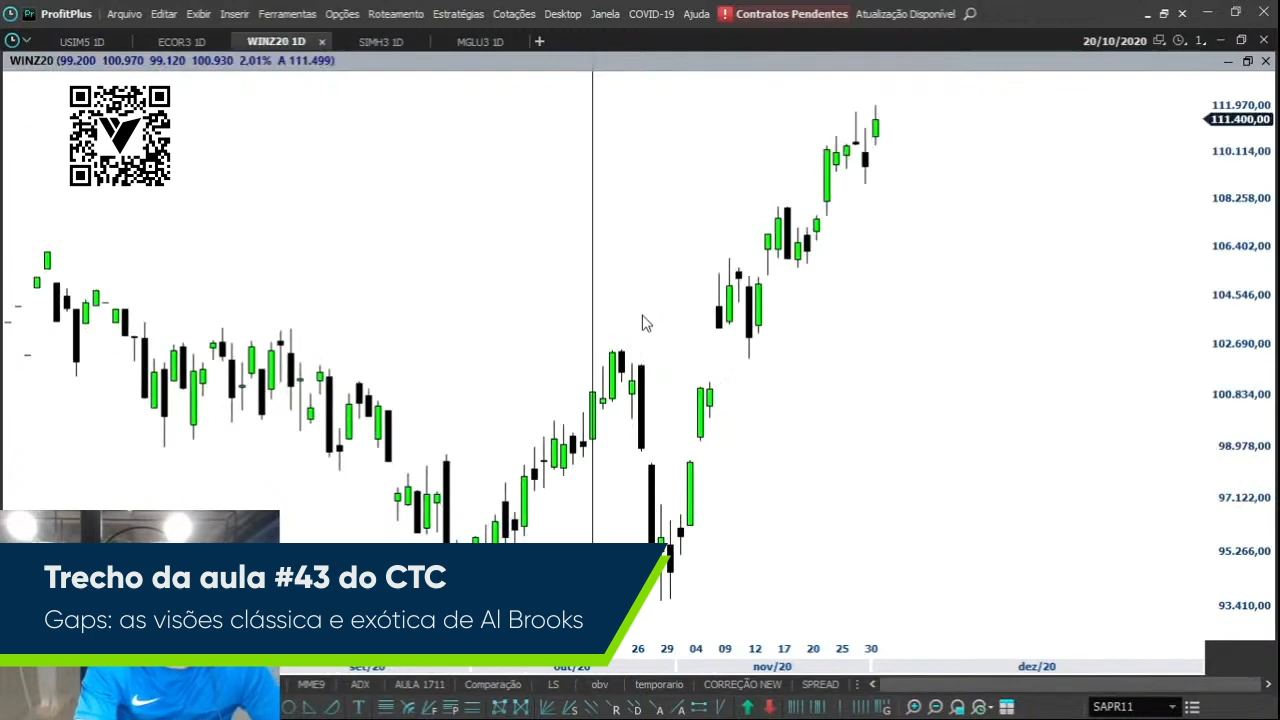 ProfitPlus Arquivo Editar Exibir Inserir Ferramentas Opções Roteamento Estratégias Cotações Desktop Janela COVID-19 Ajuda ! Contratos Pendentes Atualização Disponível
USIM5 1D ECOR3 1D WINZ20 1D x SIMH3 1D MGLU3 1D + 20/10/2020 1
WINZ20 (99.200 100.970 99.120 100.930 2,01% A 111.499)
111.970,00
111.400,00
110.114,00
108.258,00
106.402,00
104.546,00
102.690,00
100.834,00
98.978,00
97.122,00
95.266,00
93.410,00
Trecho da aula #43 do CTC
Gaps: as visões clássica e exótica de Al Brooks
26 29 04 09 12 17 20 25 30
nov/20 dez/20
MME9 ADX AULA 1711 Comparação LS obv temporario CORREÇÃO NEW SPREAD
SAPR11